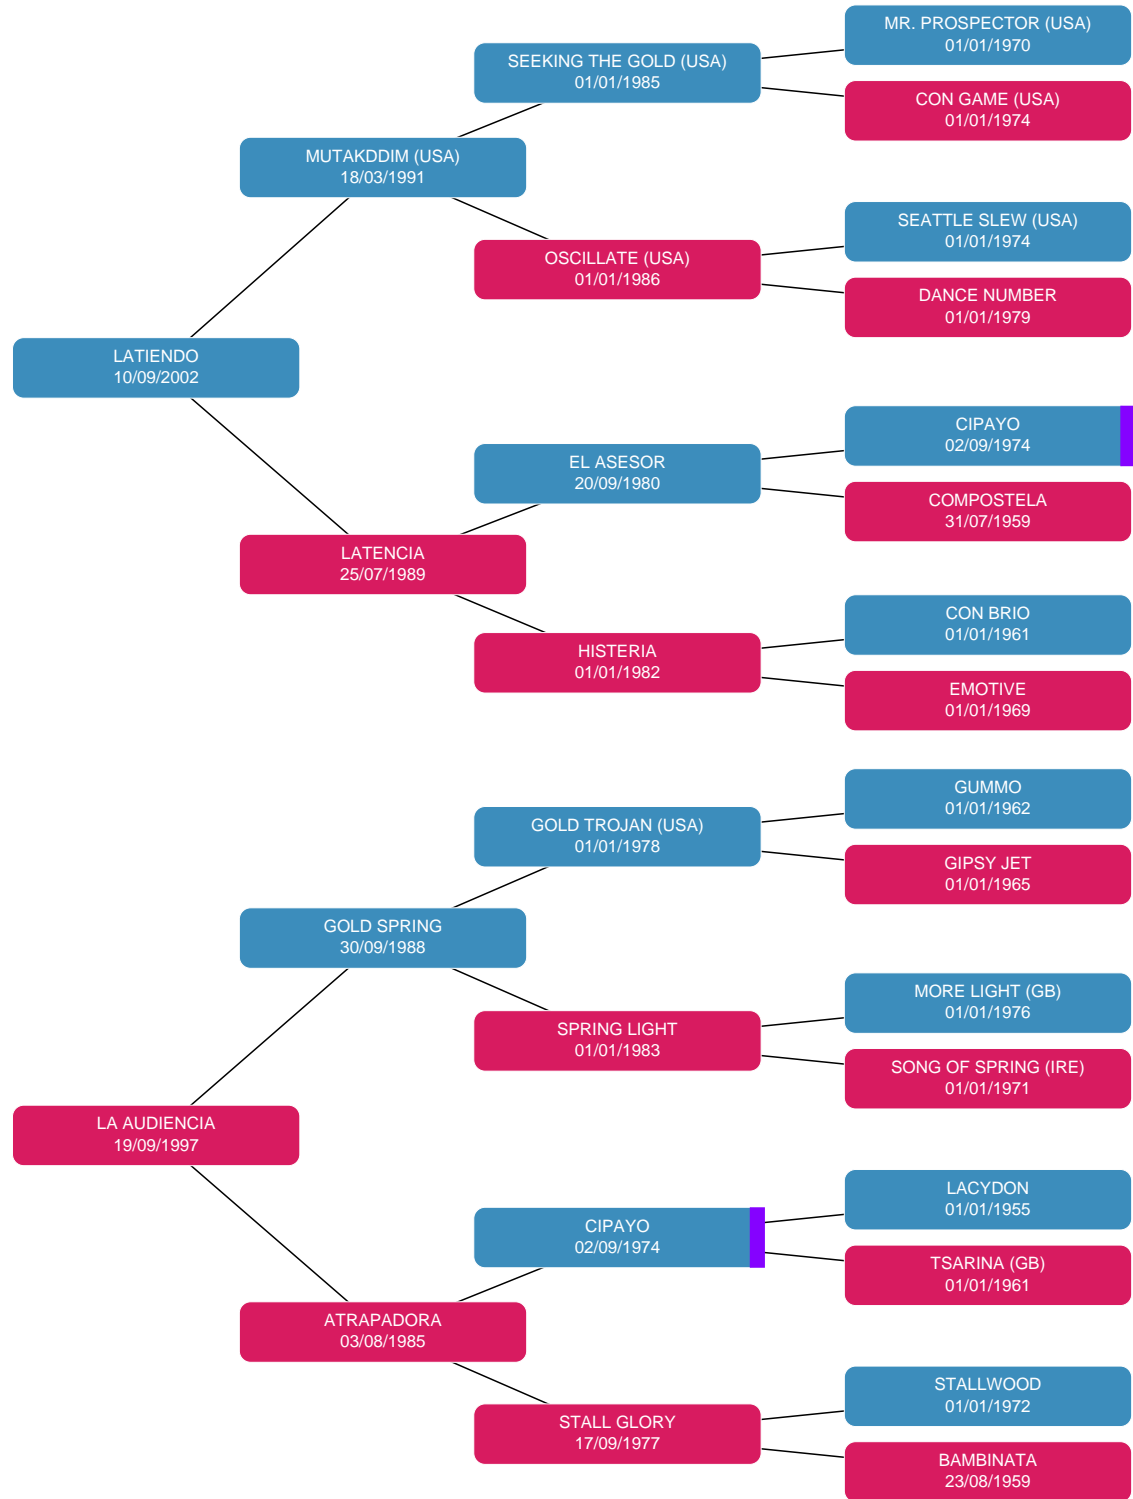 MR. PROSPECTOR (USA)
01/01/1970
SEEKING THE GOLD (USA)
01/01/1985
CON GAME (USA)
01/01/1974
MUTAKDDIM (USA)
18/03/1991
SEATTLE SLEW (USA)
01/01/1974
OSCILLATE (USA)
01/01/1986
DANCE NUMBER
01/01/1979
LATIENDO
10/09/2002
CIPAYO
02/09/1974
EL ASESOR
20/09/1980
COMPOSTELA
31/07/1959
LATENCIA
25/07/1989
CON BRIO
01/01/1961
HISTERIA
01/01/1982
EMOTIVE
01/01/1969
GUMMO
01/01/1962
GOLD TROJAN (USA)
01/01/1978
GIPSY JET
01/01/1965
GOLD SPRING
30/09/1988
MORE LIGHT (GB)
01/01/1976
SPRING LIGHT
01/01/1983
SONG OF SPRING (IRE)
01/01/1971
LA AUDIENCIA
19/09/1997
LACYDON
01/01/1955
CIPAYO
02/09/1974
TSARINA (GB)
01/01/1961
ATRAPADORA
03/08/1985
STALLWOOD
01/01/1972
STALL GLORY
17/09/1977
BAMBINATA
23/08/1959